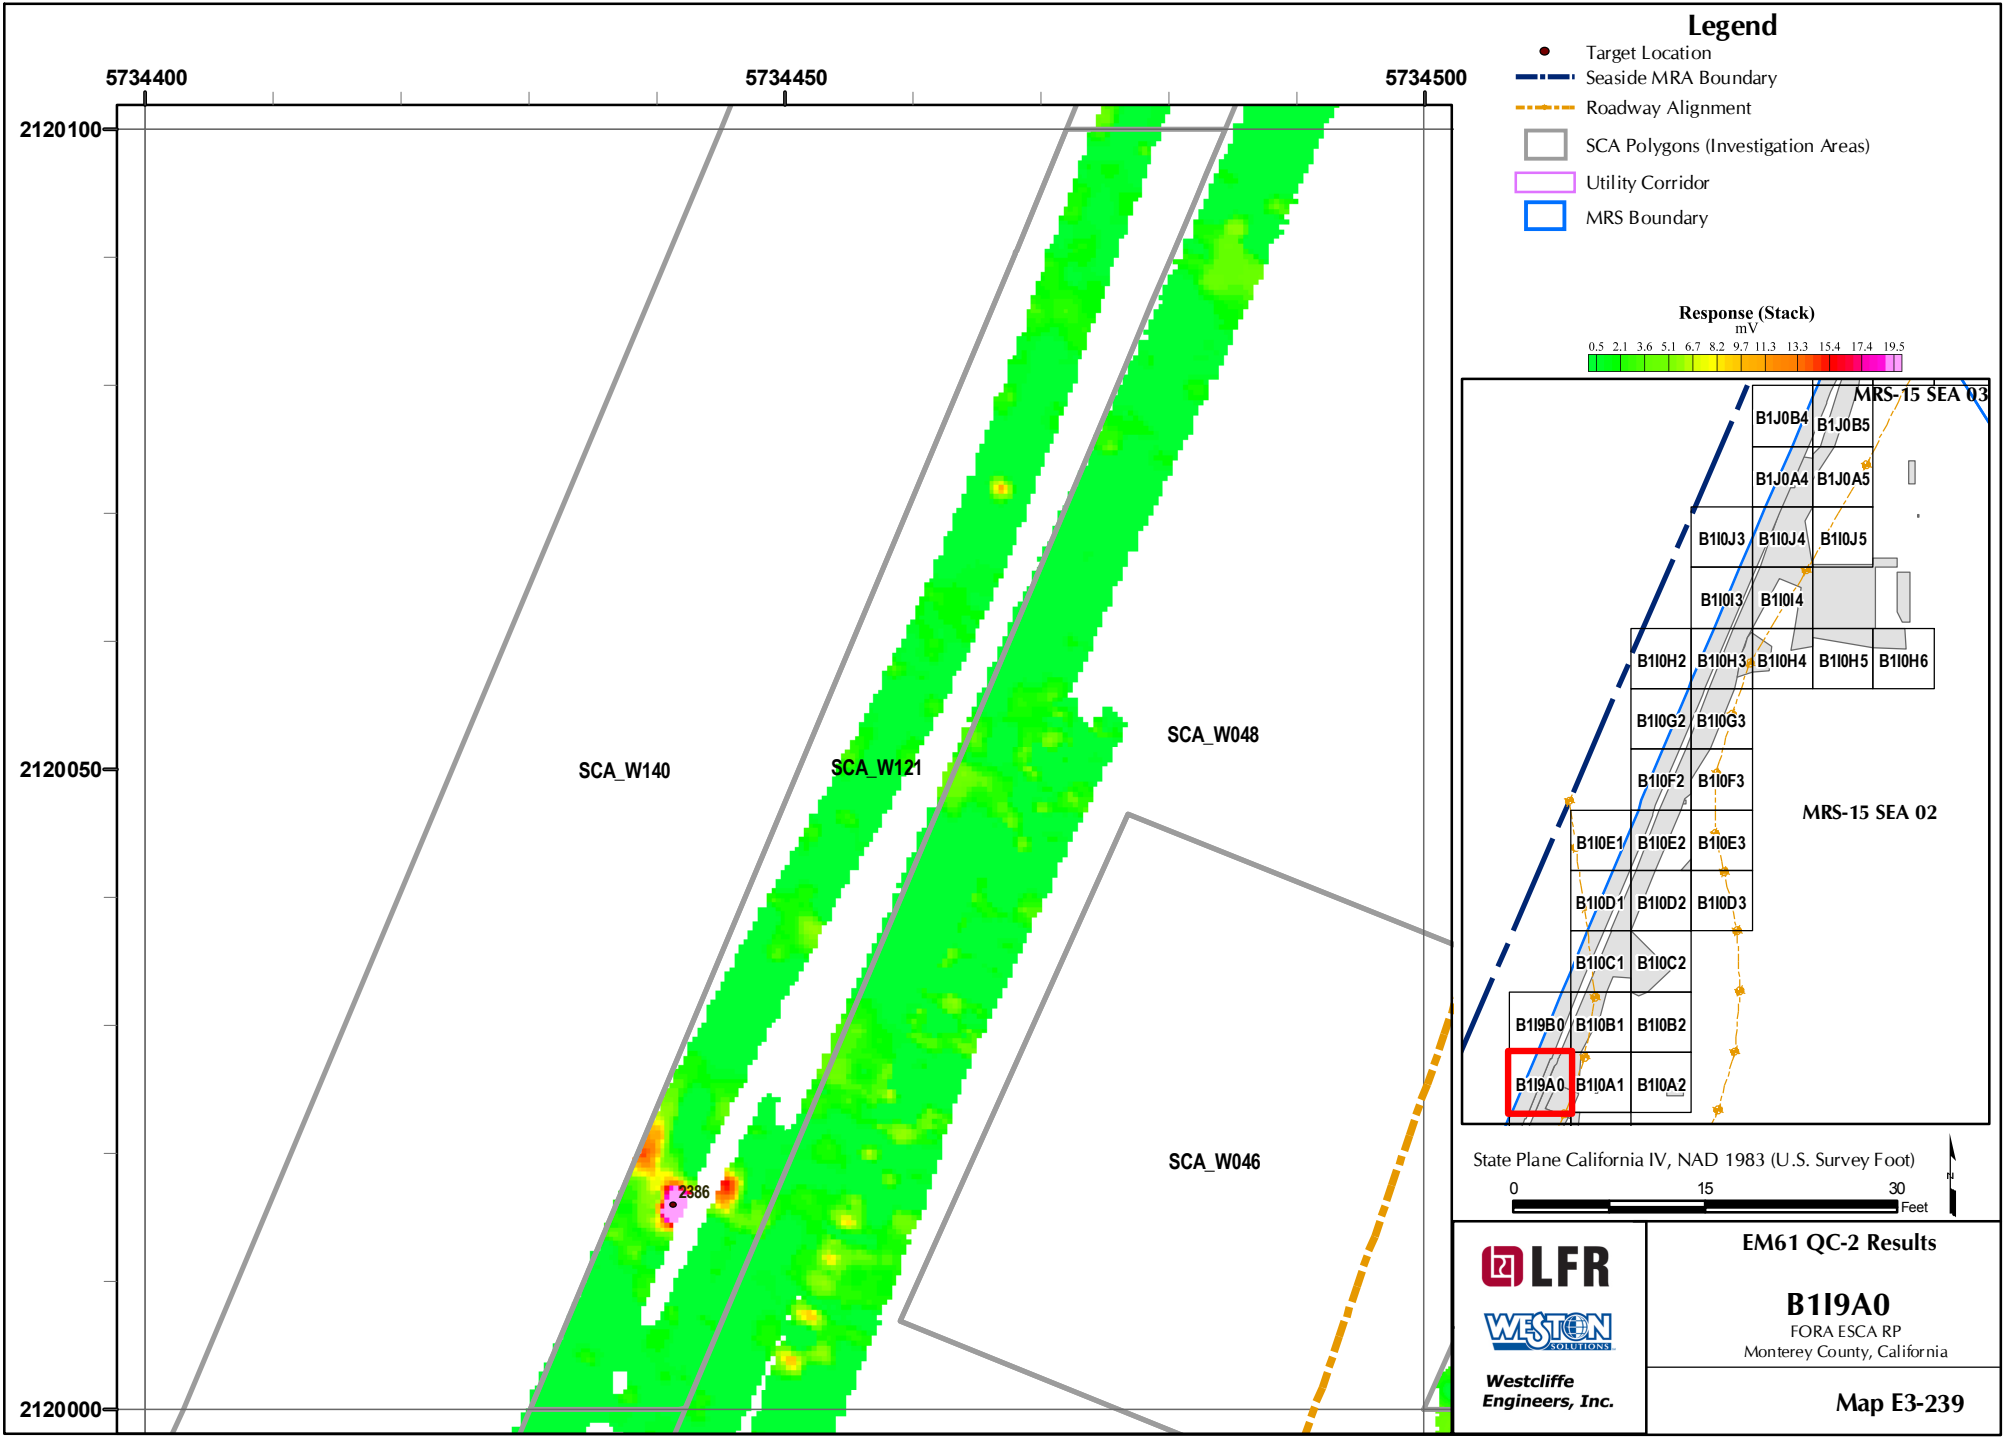 Legend
Target Location
Seaside MRA Boundary
Roadway Alignment
SCA Polygons (Investigation Areas)
Utility Corridor
MRS Boundary
5734400
5734450
5734500
2120100
2120050
2120000
SCA_W140
SCA_W121
SCA_W048
SCA_W046
2386
Response (Stack)
mV
0.5 2.1 3.6 5.1 6.7 8.2 9.7 11.3 13.3 15.4 17.4 19.5
MRS-15 SEA 03
B1J0B4 B1J0B5
B1J0A4 B1J0A5
B1I0J3 B1I0J4 B1I0J5
B1I0I3 B1I0I4
B1I0H2 B1I0H3 B1I0H4 B1I0H5 B1I0H6
B1I0G2 B1I0G3
B1I0F2 B1I0F3
MRS-15 SEA 02
B1I0E1 B1I0E2 B1I0E3
B1I0D1 B1I0D2 B1I0D3
B1I0C1 B1I0C2
B1I9B0 B1I0B1 B1I0B2
B1I9A0 B1I0A1 B1I0A2
State Plane California IV, NAD 1983 (U.S. Survey Foot)
0 15 30
Feet
N
LFR
WESTON
SOLUTIONS
Westcliffe
Engineers, Inc.
EM61 QC-2 Results
B1I9A0
FORA ESCA RP
Monterey County, California
Map E3-239